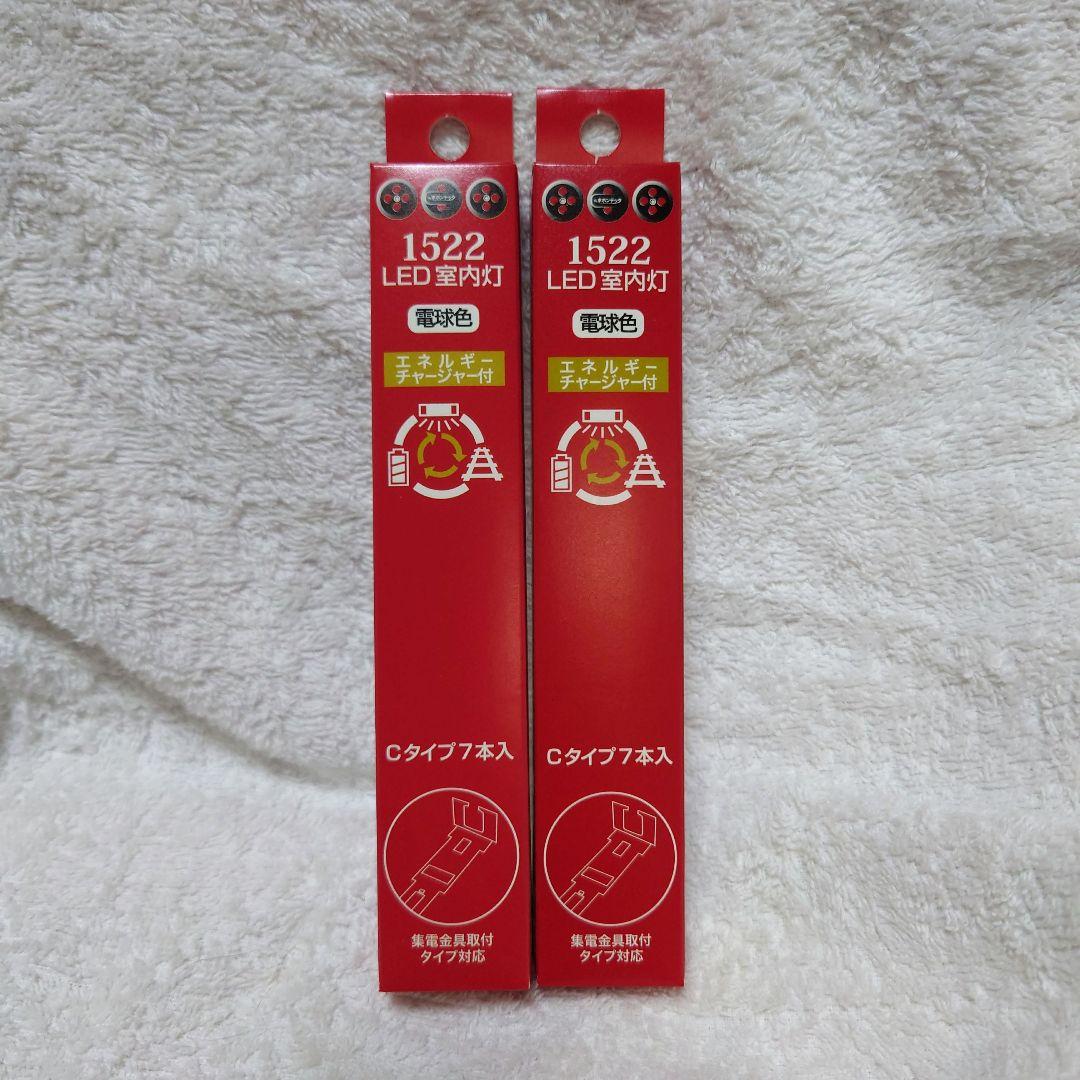 1522
LED 室内灯
電球色
エネルギー
チャージャー付
Cタイプ7本入
集電金具取付
タイプ対応
1522
LED 室内灯
電球色
エネルギー
チャージャー付
Cタイプ7本入
集電金具取付
タイプ対応